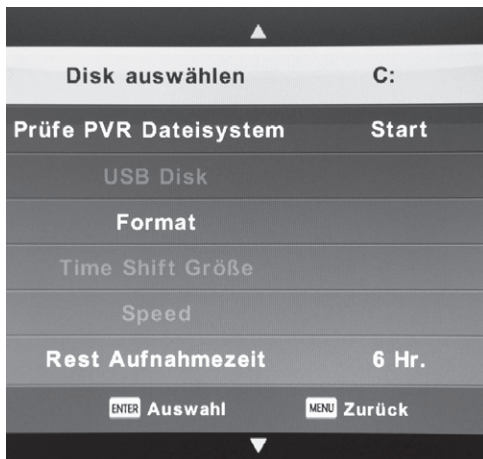 Disk auswählen C:
Prüfe PVR Dateisystem Start
USB Disk
Format
Time Shift Größe
Speed
Rest Aufnahmezeit 6 Hr.
ENTER Auswahl MENU Zurück